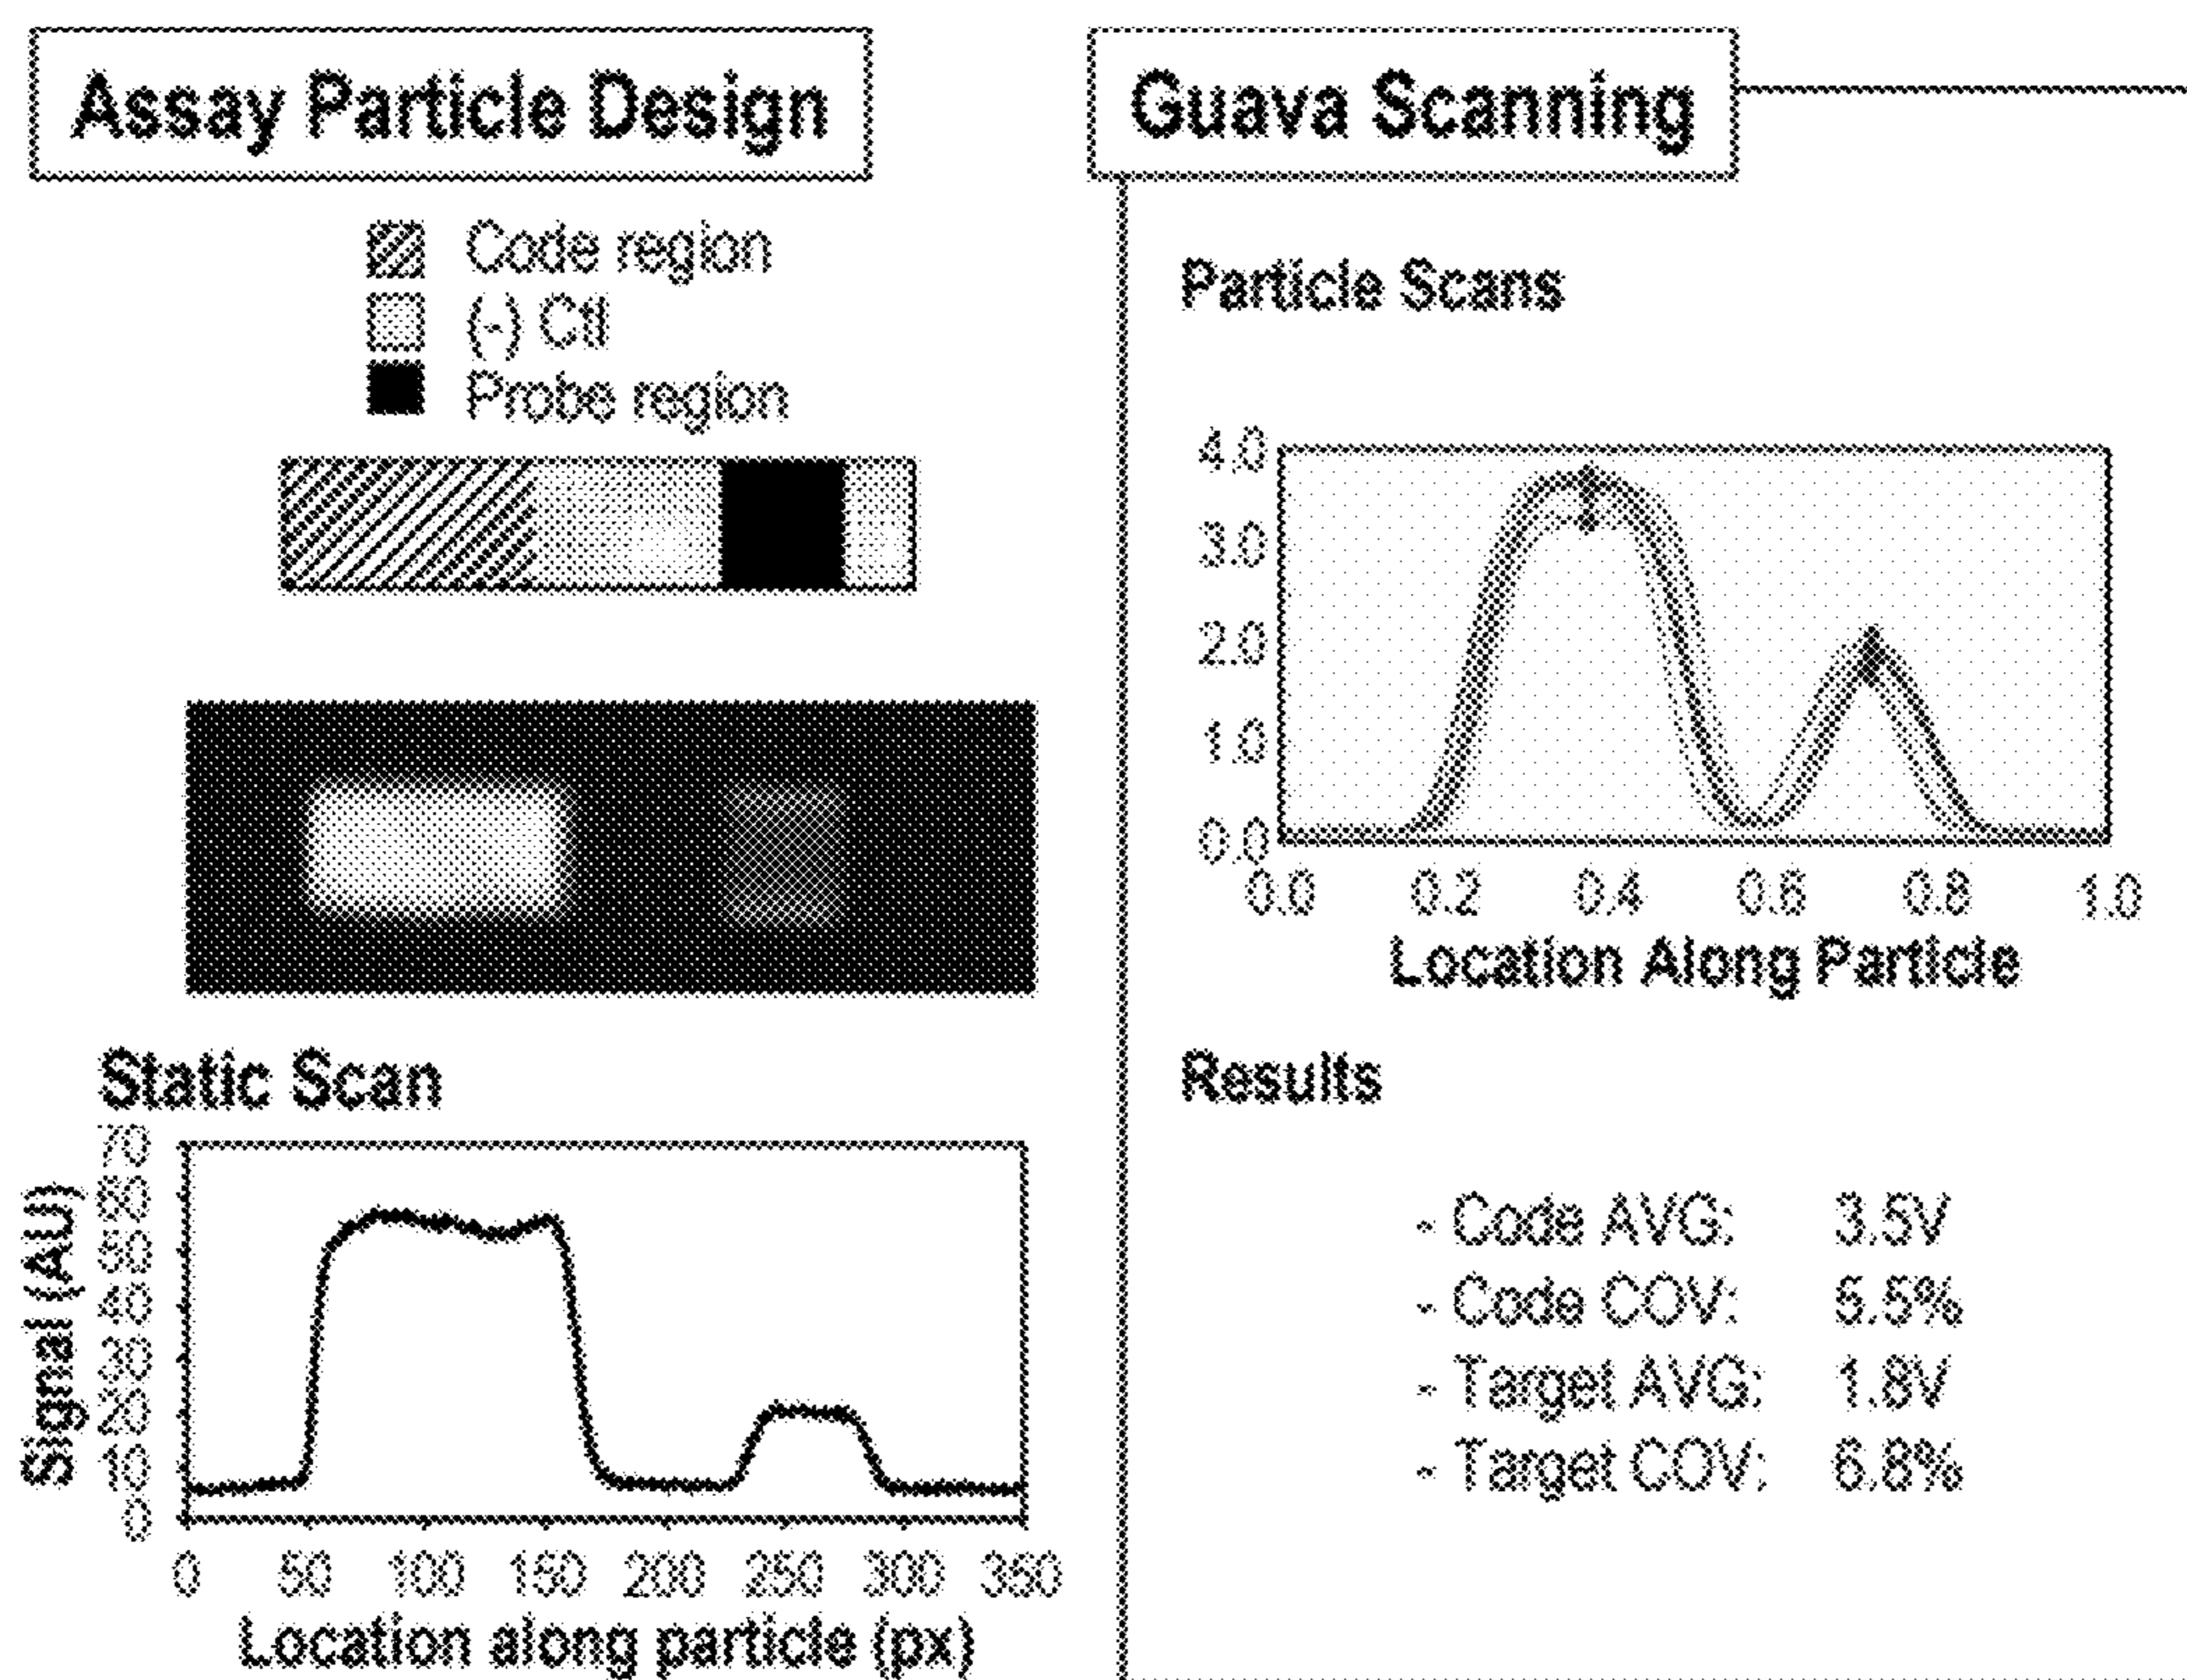 Assay Particle Design
Code region
(-) Ctl
Probe region
Static Scan
Signal (AU)
70
60
50
40
30
20
10
0
0 50 100 150 200 250 300 350
Location along particle (px)
Guava Scanning
Particle Scans
4.0
3.0
2.0
1.0
0.0
0.0 0.2 0.4 0.6 0.8 1.0
Location Along Particle
Results
- Code AVG: 3.5V
- Code COV: 5.5%
- Target AVG: 1.8V
- Target COV: 6.8%